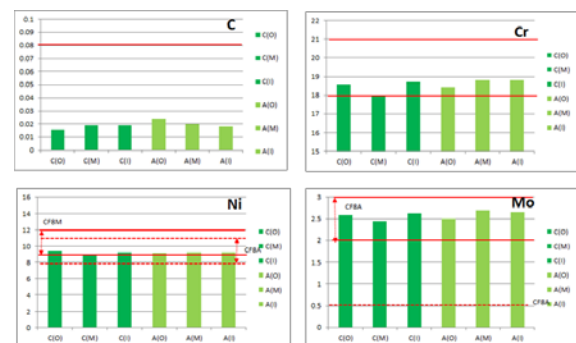 C
0.1
0.09
0.08
0.07
0.06
0.05
0.04
0.03
0.02
0.01
0
C(O) C(M) C(I) A(O) A(M) A(I)
C(O)
C(M)
C(I)
A(O)
A(M)
A(I)
Cr
22
21
20
19
18
17
16
15
C(O) C(M) C(I) A(O) A(M) A(I)
C(O)
C(M)
C(I)
A(O)
A(M)
A(I)
Ni
16
14
12
10
8
6
4
2
0
CFBM
CFBA
C(O) C(M) C(I) A(O) A(M) A(I)
C(O)
C(M)
C(I)
A(O)
A(M)
A(I)
Mo
3
2.5
2
1.5
1
0.5
0
CFBA
CFBA
C(O) C(M) C(I) A(O) A(M) A(I)
C(O)
C(M)
C(I)
A(O)
A(M)
A(I)